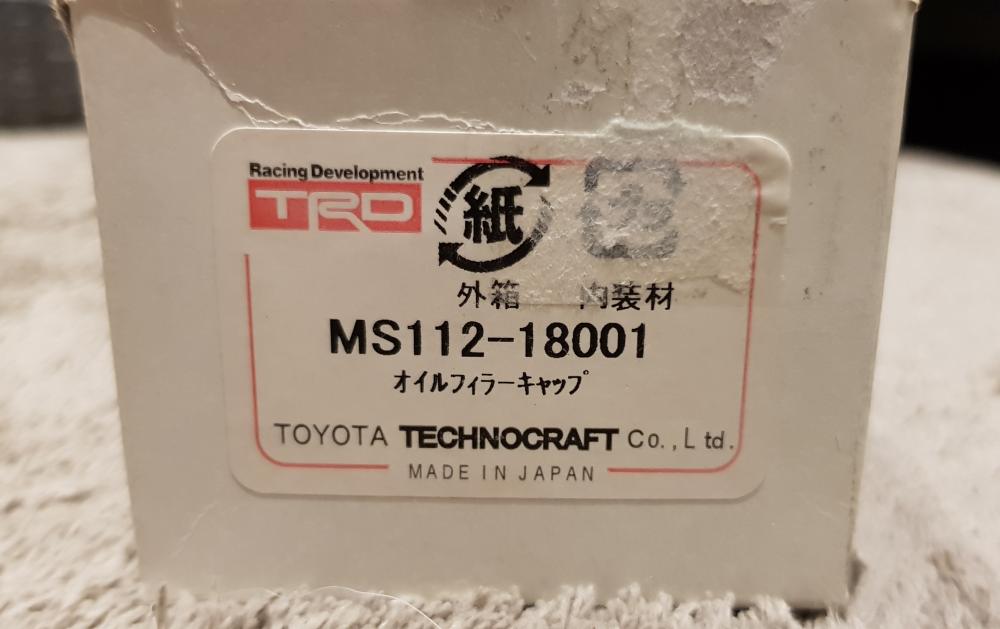 Racing Development
TRD
紙
外箱 内装材
MS112-18001
オイルフィラーキャップ
TOYOTA TECHNOCRAFT Co.,Ltd.
MADE IN JAPAN